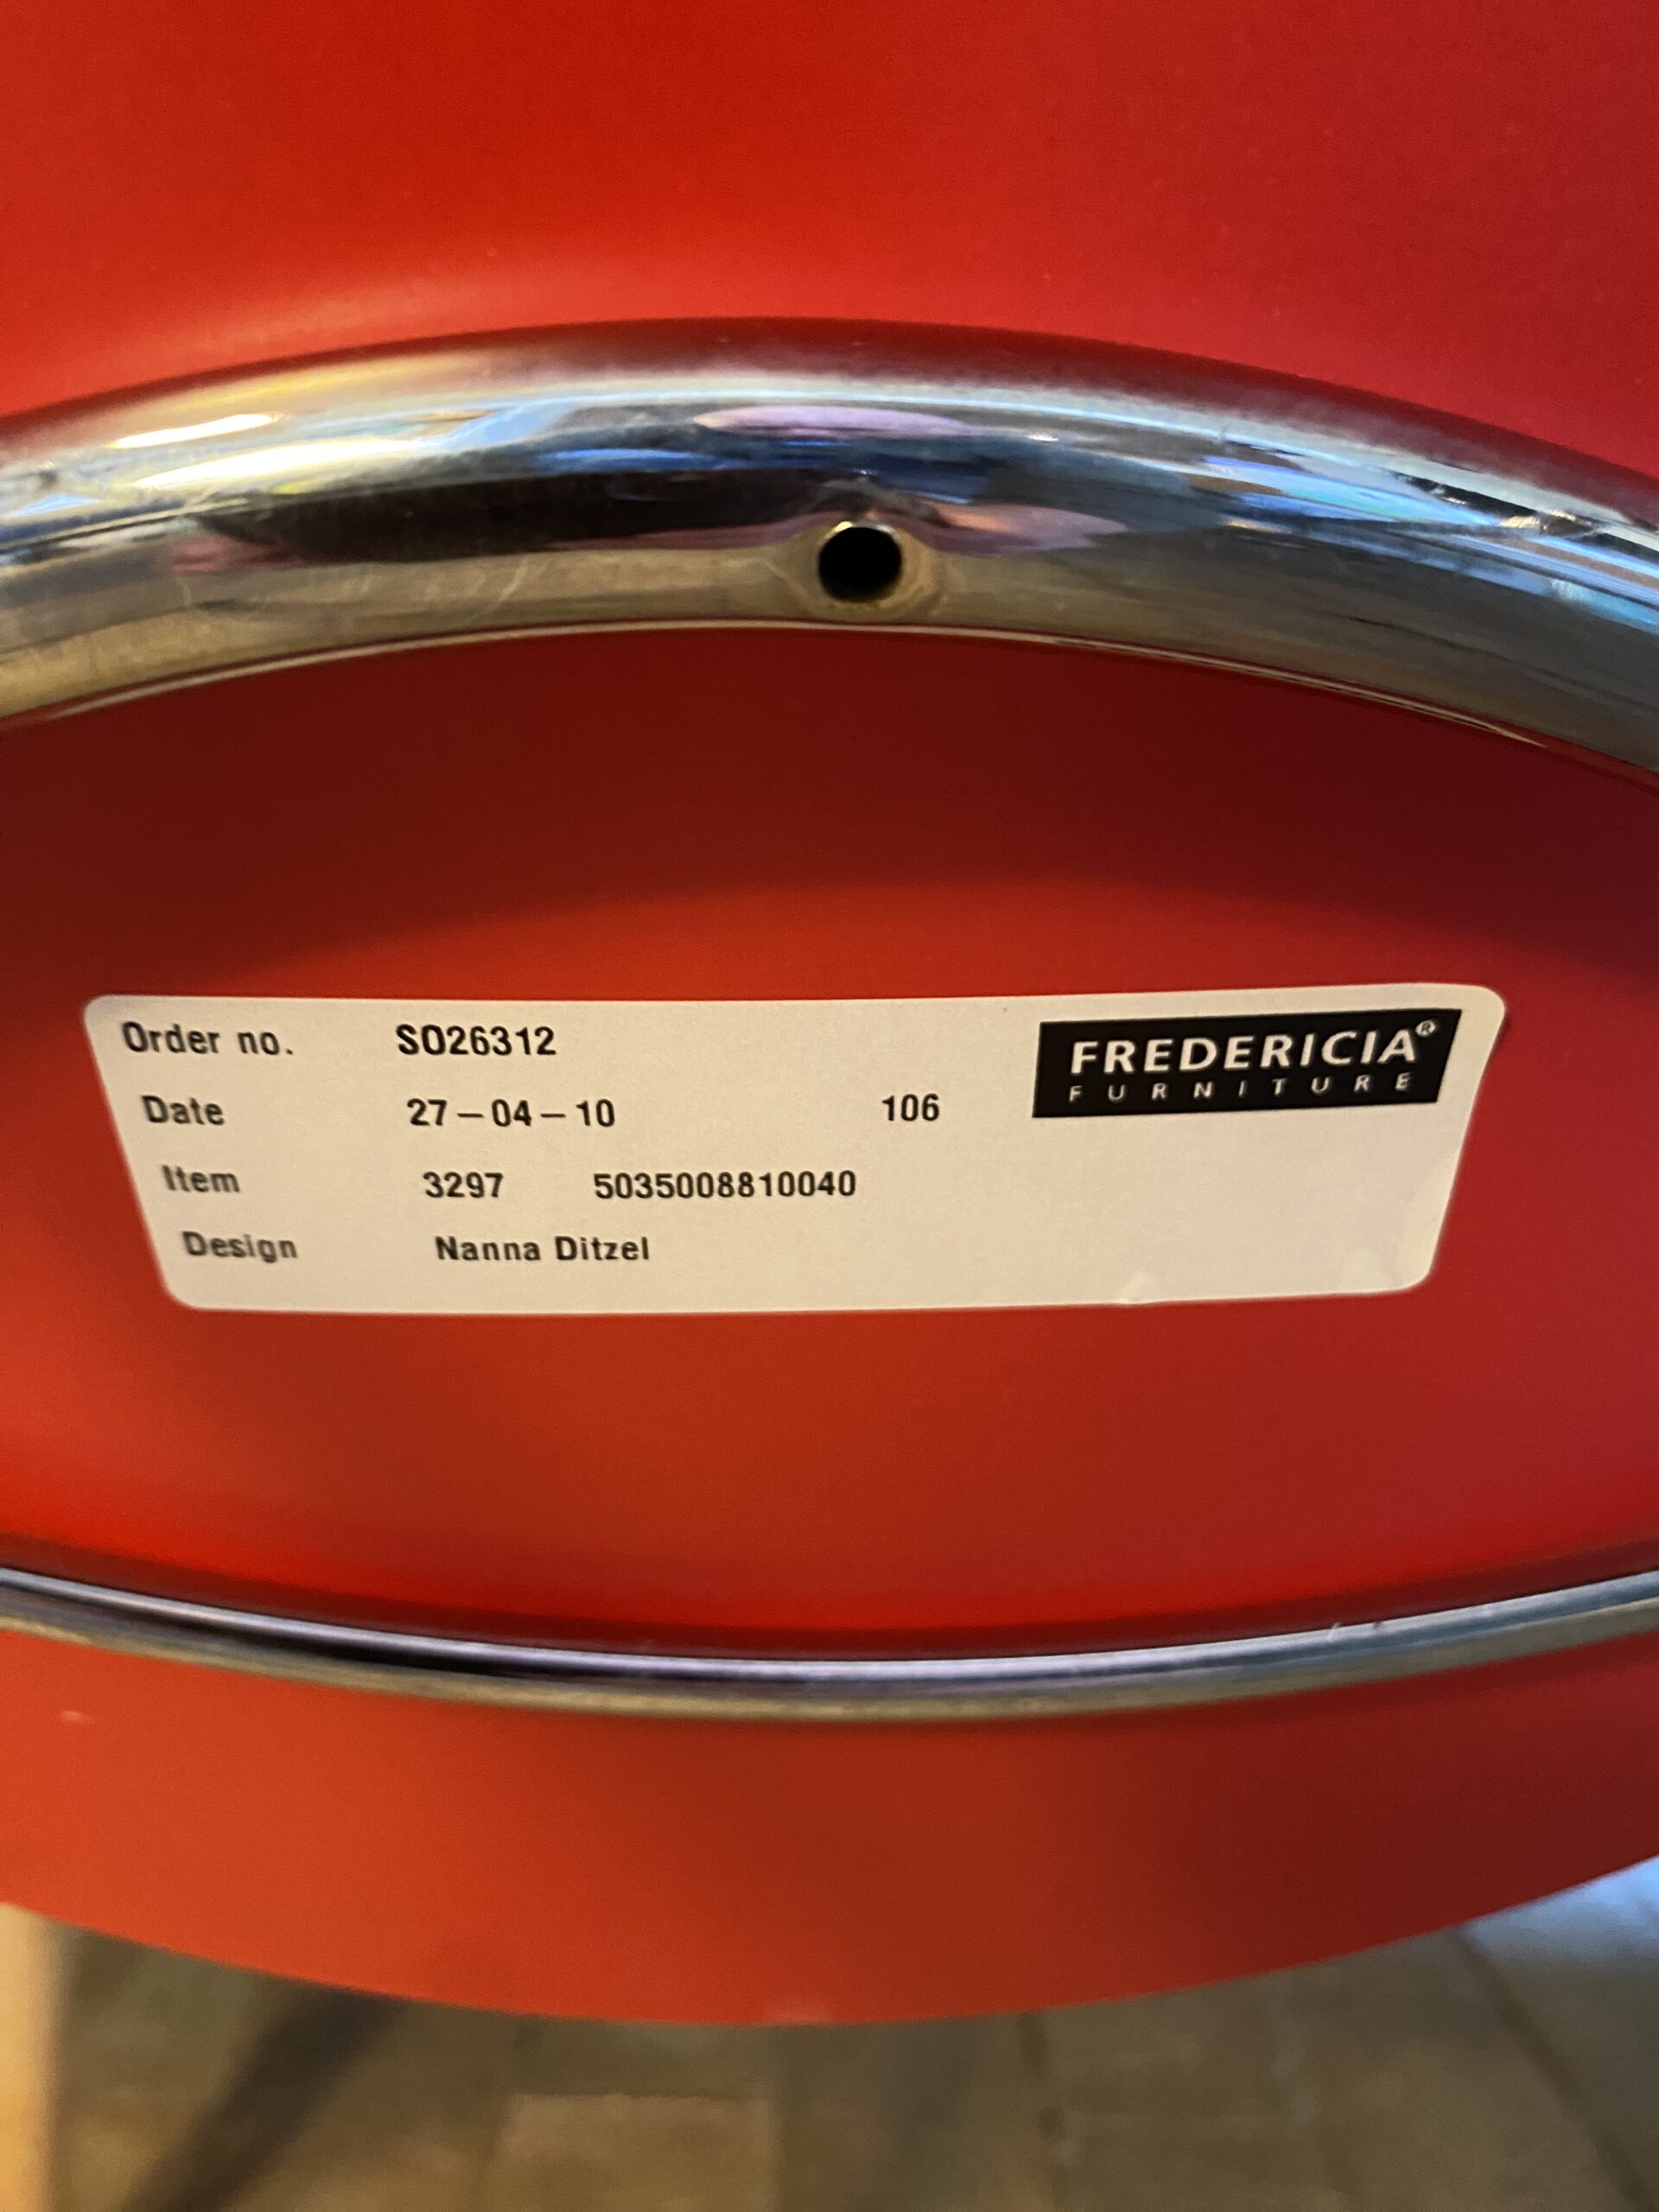 Order no. SO26312
FREDERICIA®
FURNITURE
Date 27-04-10 106
Item 3297 5035008810040
Design Nanna Ditzel